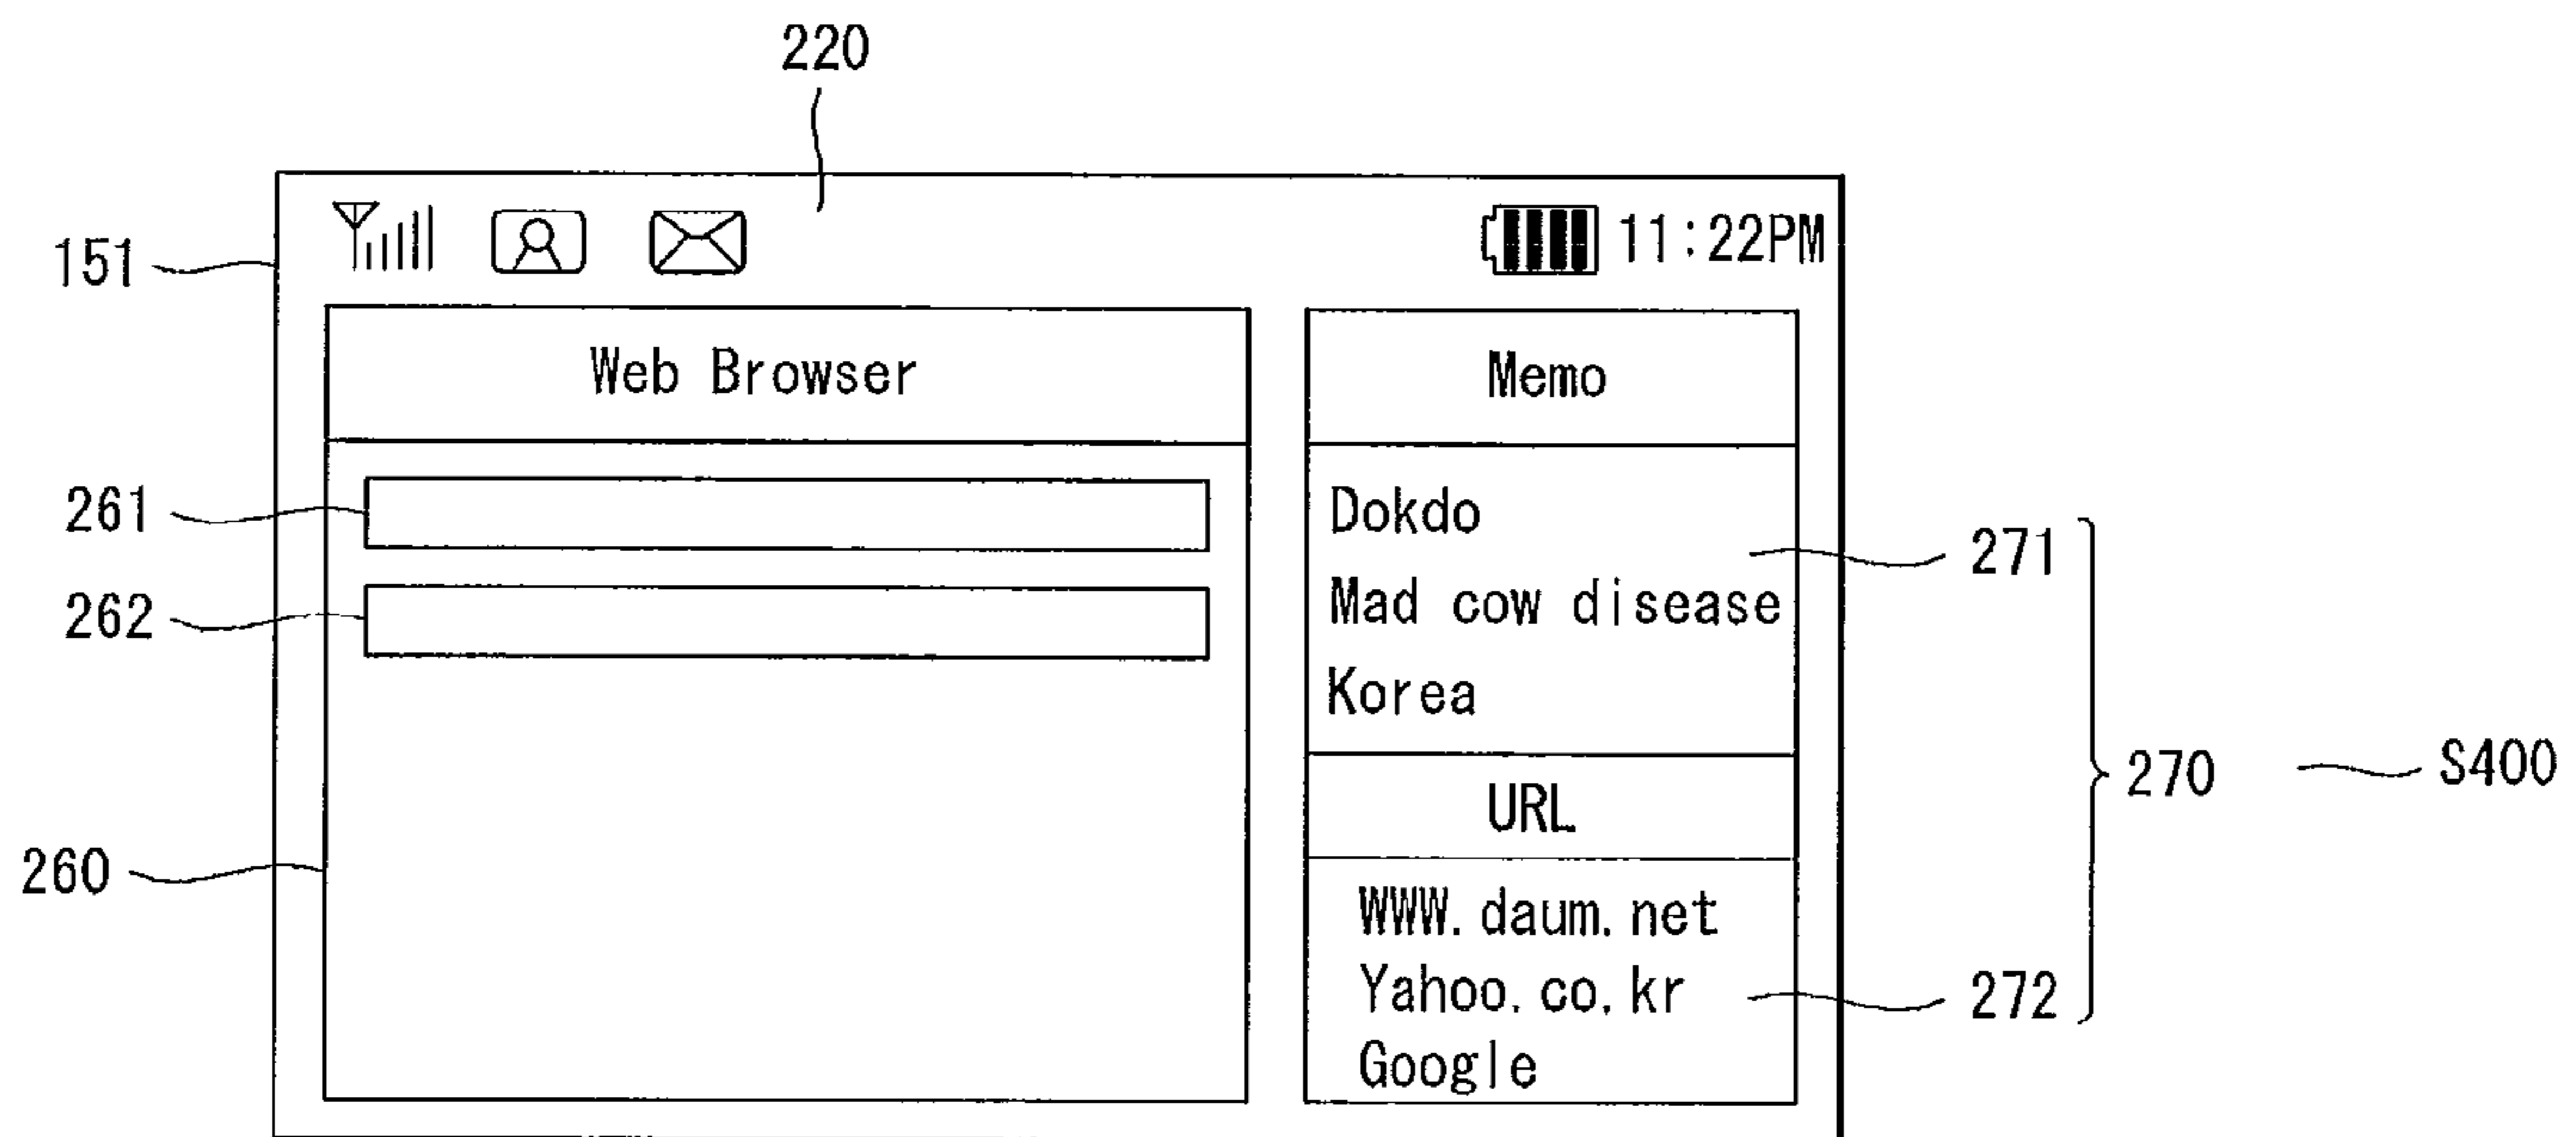 220
151
11:22PM
Web Browser
Memo
261
262
260
Dokdo
Mad cow disease
Korea
URL
WWW.daum.net
Yahoo.co.kr
Google
271
272
270
S400